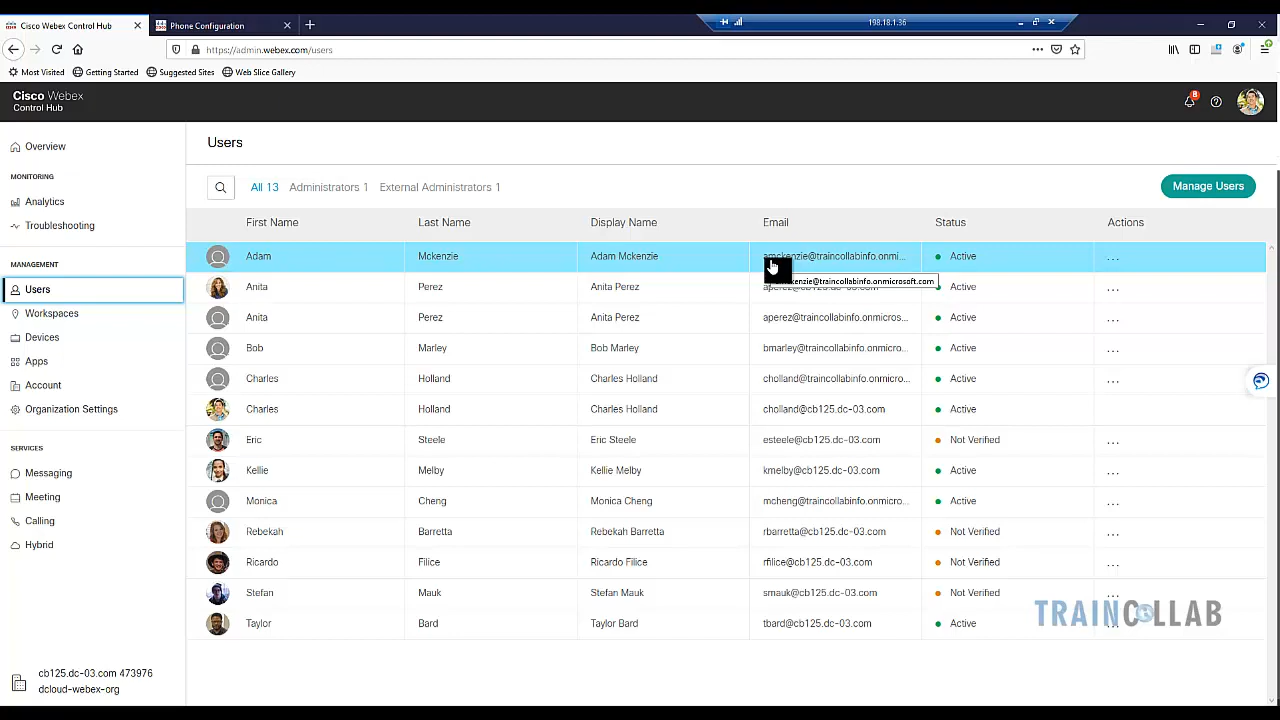 Cisco Webex Control Hub
Phone Configuration
198.18.1.36
https://admin.webex.com/users
Most Visited
Getting Started
Suggested Sites
Web Slice Gallery
Cisco Webex
Control Hub
8
Overview
MONITORING
Analytics
Troubleshooting
MANAGEMENT
Users
Workspaces
Devices
Apps
Account
Organization Settings
SERVICES
Messaging
Meeting
Calling
Hybrid
cb125.dc-03.com 473976
dcloud-webex-org
Users
All 13 Administrators 1 External Administrators 1
Manage Users
First Name Last Name Display Name Email Status Actions
Adam Mckenzie Adam Mckenzie amckenzie@traincollabinfo.onmi... Active ...
kenzie@traincollabinfo.onmicrosoft.com
Anita Perez Anita Perez aperez@cb125.dc-03.com Active ...
Anita Perez Anita Perez aperez@traincollabinfo.onmicros... Active ...
Bob Marley Bob Marley bmarley@traincollabinfo.onmicro... Active ...
Charles Holland Charles Holland cholland@traincollabinfo.onmicro... Active ...
Charles Holland Charles Holland cholland@cb125.dc-03.com Active
Eric Steele Eric Steele esteele@cb125.dc-03.com Not Verified ...
Kellie Melby Kellie Melby kmelby@cb125.dc-03.com Active ...
Monica Cheng Monica Cheng mcheng@traincollabinfo.onmicro... Active ...
Rebekah Barretta Rebekah Barretta rbarretta@cb125.dc-03.com Not Verified ...
Ricardo Filice Ricardo Filice rfilice@cb125.dc-03.com Not Verified ...
Stefan Mauk Stefan Mauk smauk@cb125.dc-03.com Not Verified ...
Taylor Bard Taylor Bard tbard@cb125.dc-03.com Active ...
TRAINCOLLAB